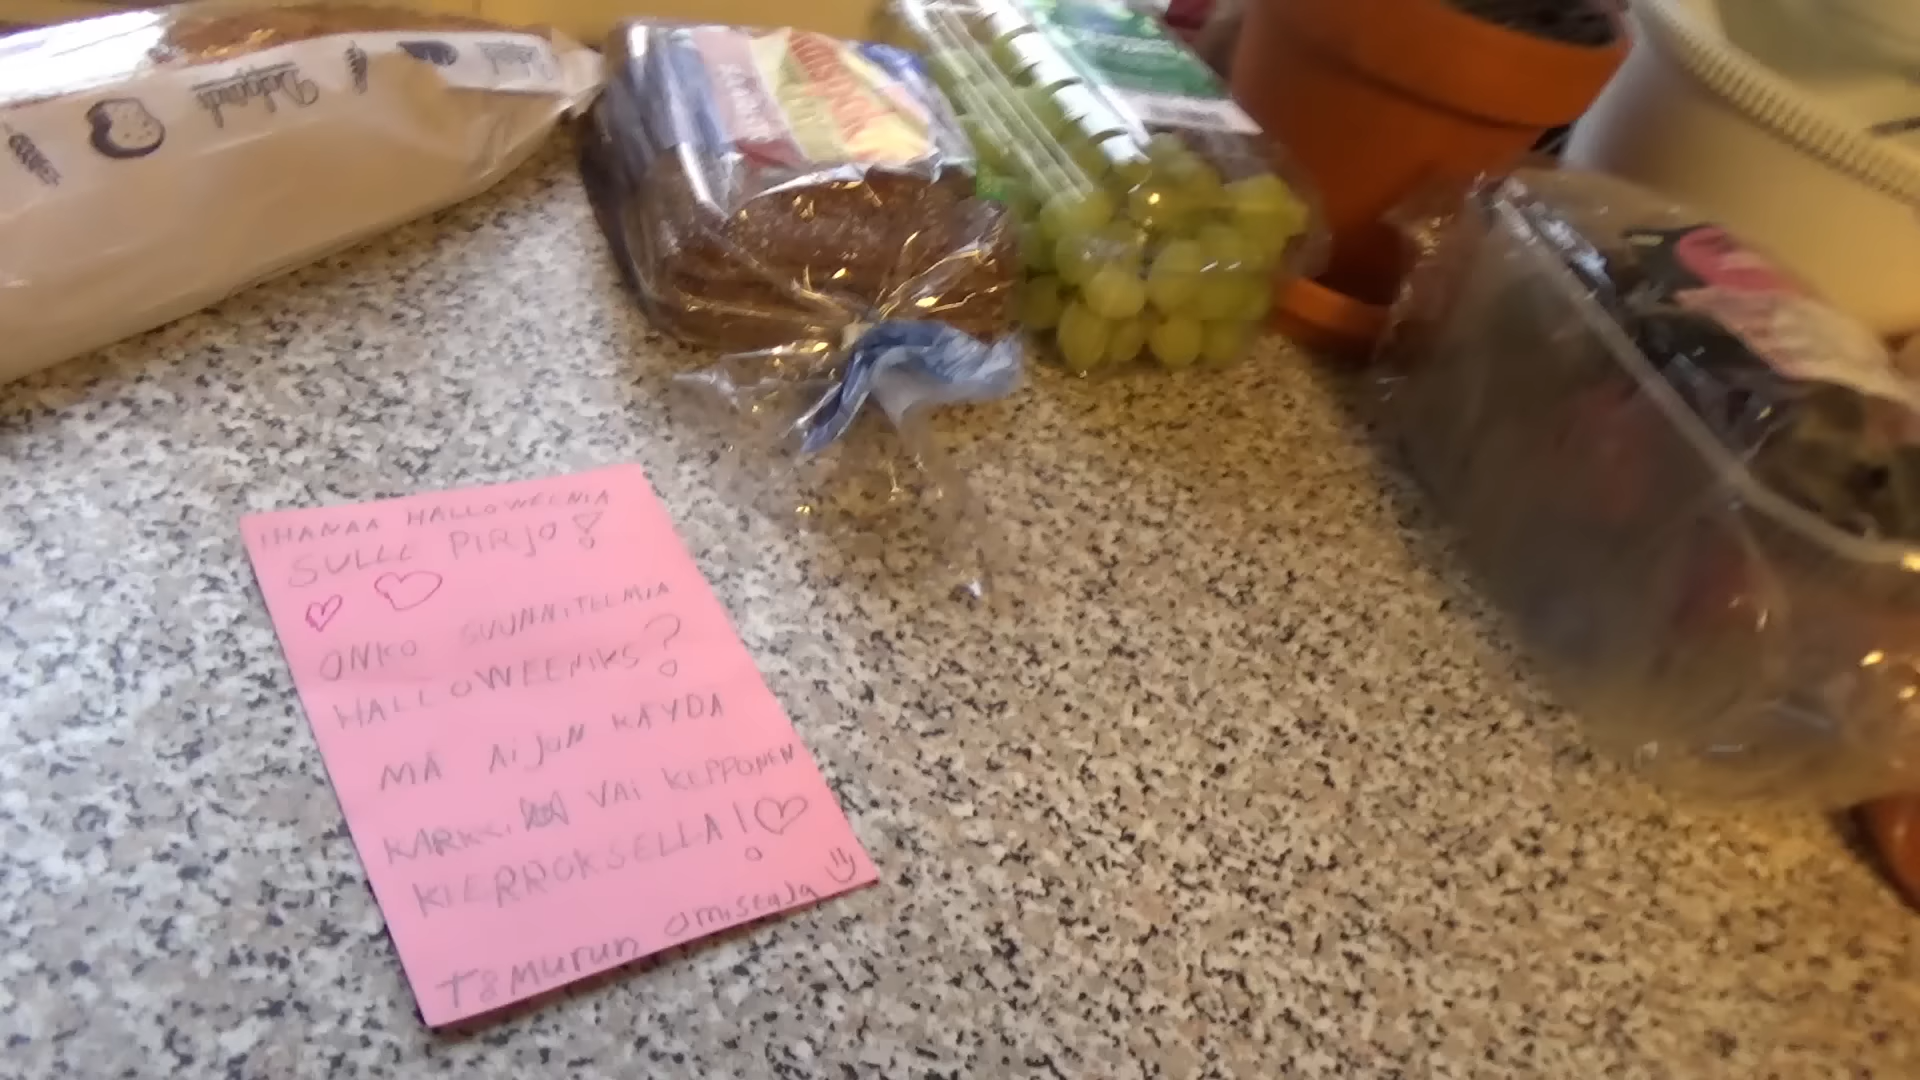 IHANAA HALLOWEENIA
SULLE PIRJO!
ONKO SUUNNITELMIA
HALLOWEENIKS?
MÄ AIJON KÄYDÄ
KARKKI VAI KEPPONEN
KIERROKSELLA!
T: MURUN omistaja